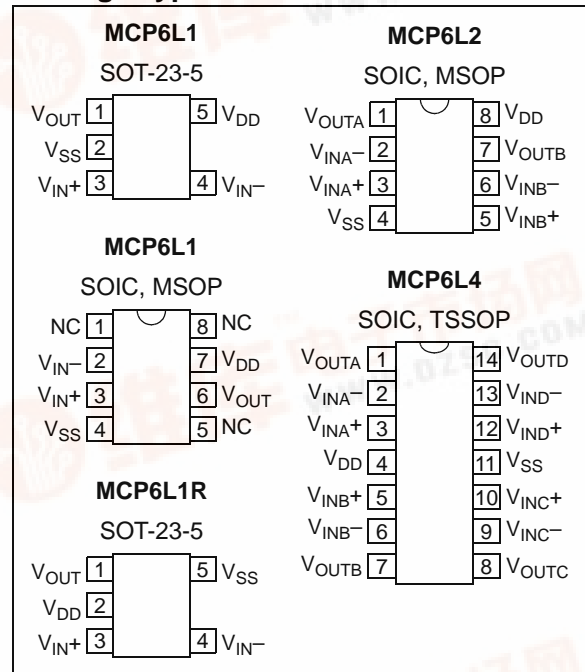 MCP6L1
SOT-23-5
VOUT 1 5 VDD
VSS 2
VIN+ 3 4 VIN–
MCP6L1
SOIC, MSOP
NC 1 8 NC
VIN– 2 7 VDD
VIN+ 3 6 VOUT
VSS 4 5 NC
MCP6L1R
SOT-23-5
VOUT 1 5 VSS
VDD 2
VIN+ 3 4 VIN–
MCP6L2
SOIC, MSOP
VOUTA 1 8 VDD
VINA– 2 7 VOUTB
VINA+ 3 6 VINB–
VSS 4 5 VINB+
MCP6L4
SOIC, TSSOP
VOUTA 1 14 VOUTD
VINA– 2 13 VIND–
VINA+ 3 12 VIND+
VDD 4 11 VSS
VINB+ 5 10 VINC+
VINB– 6 9 VINC–
VOUTB 7 8 VOUTC